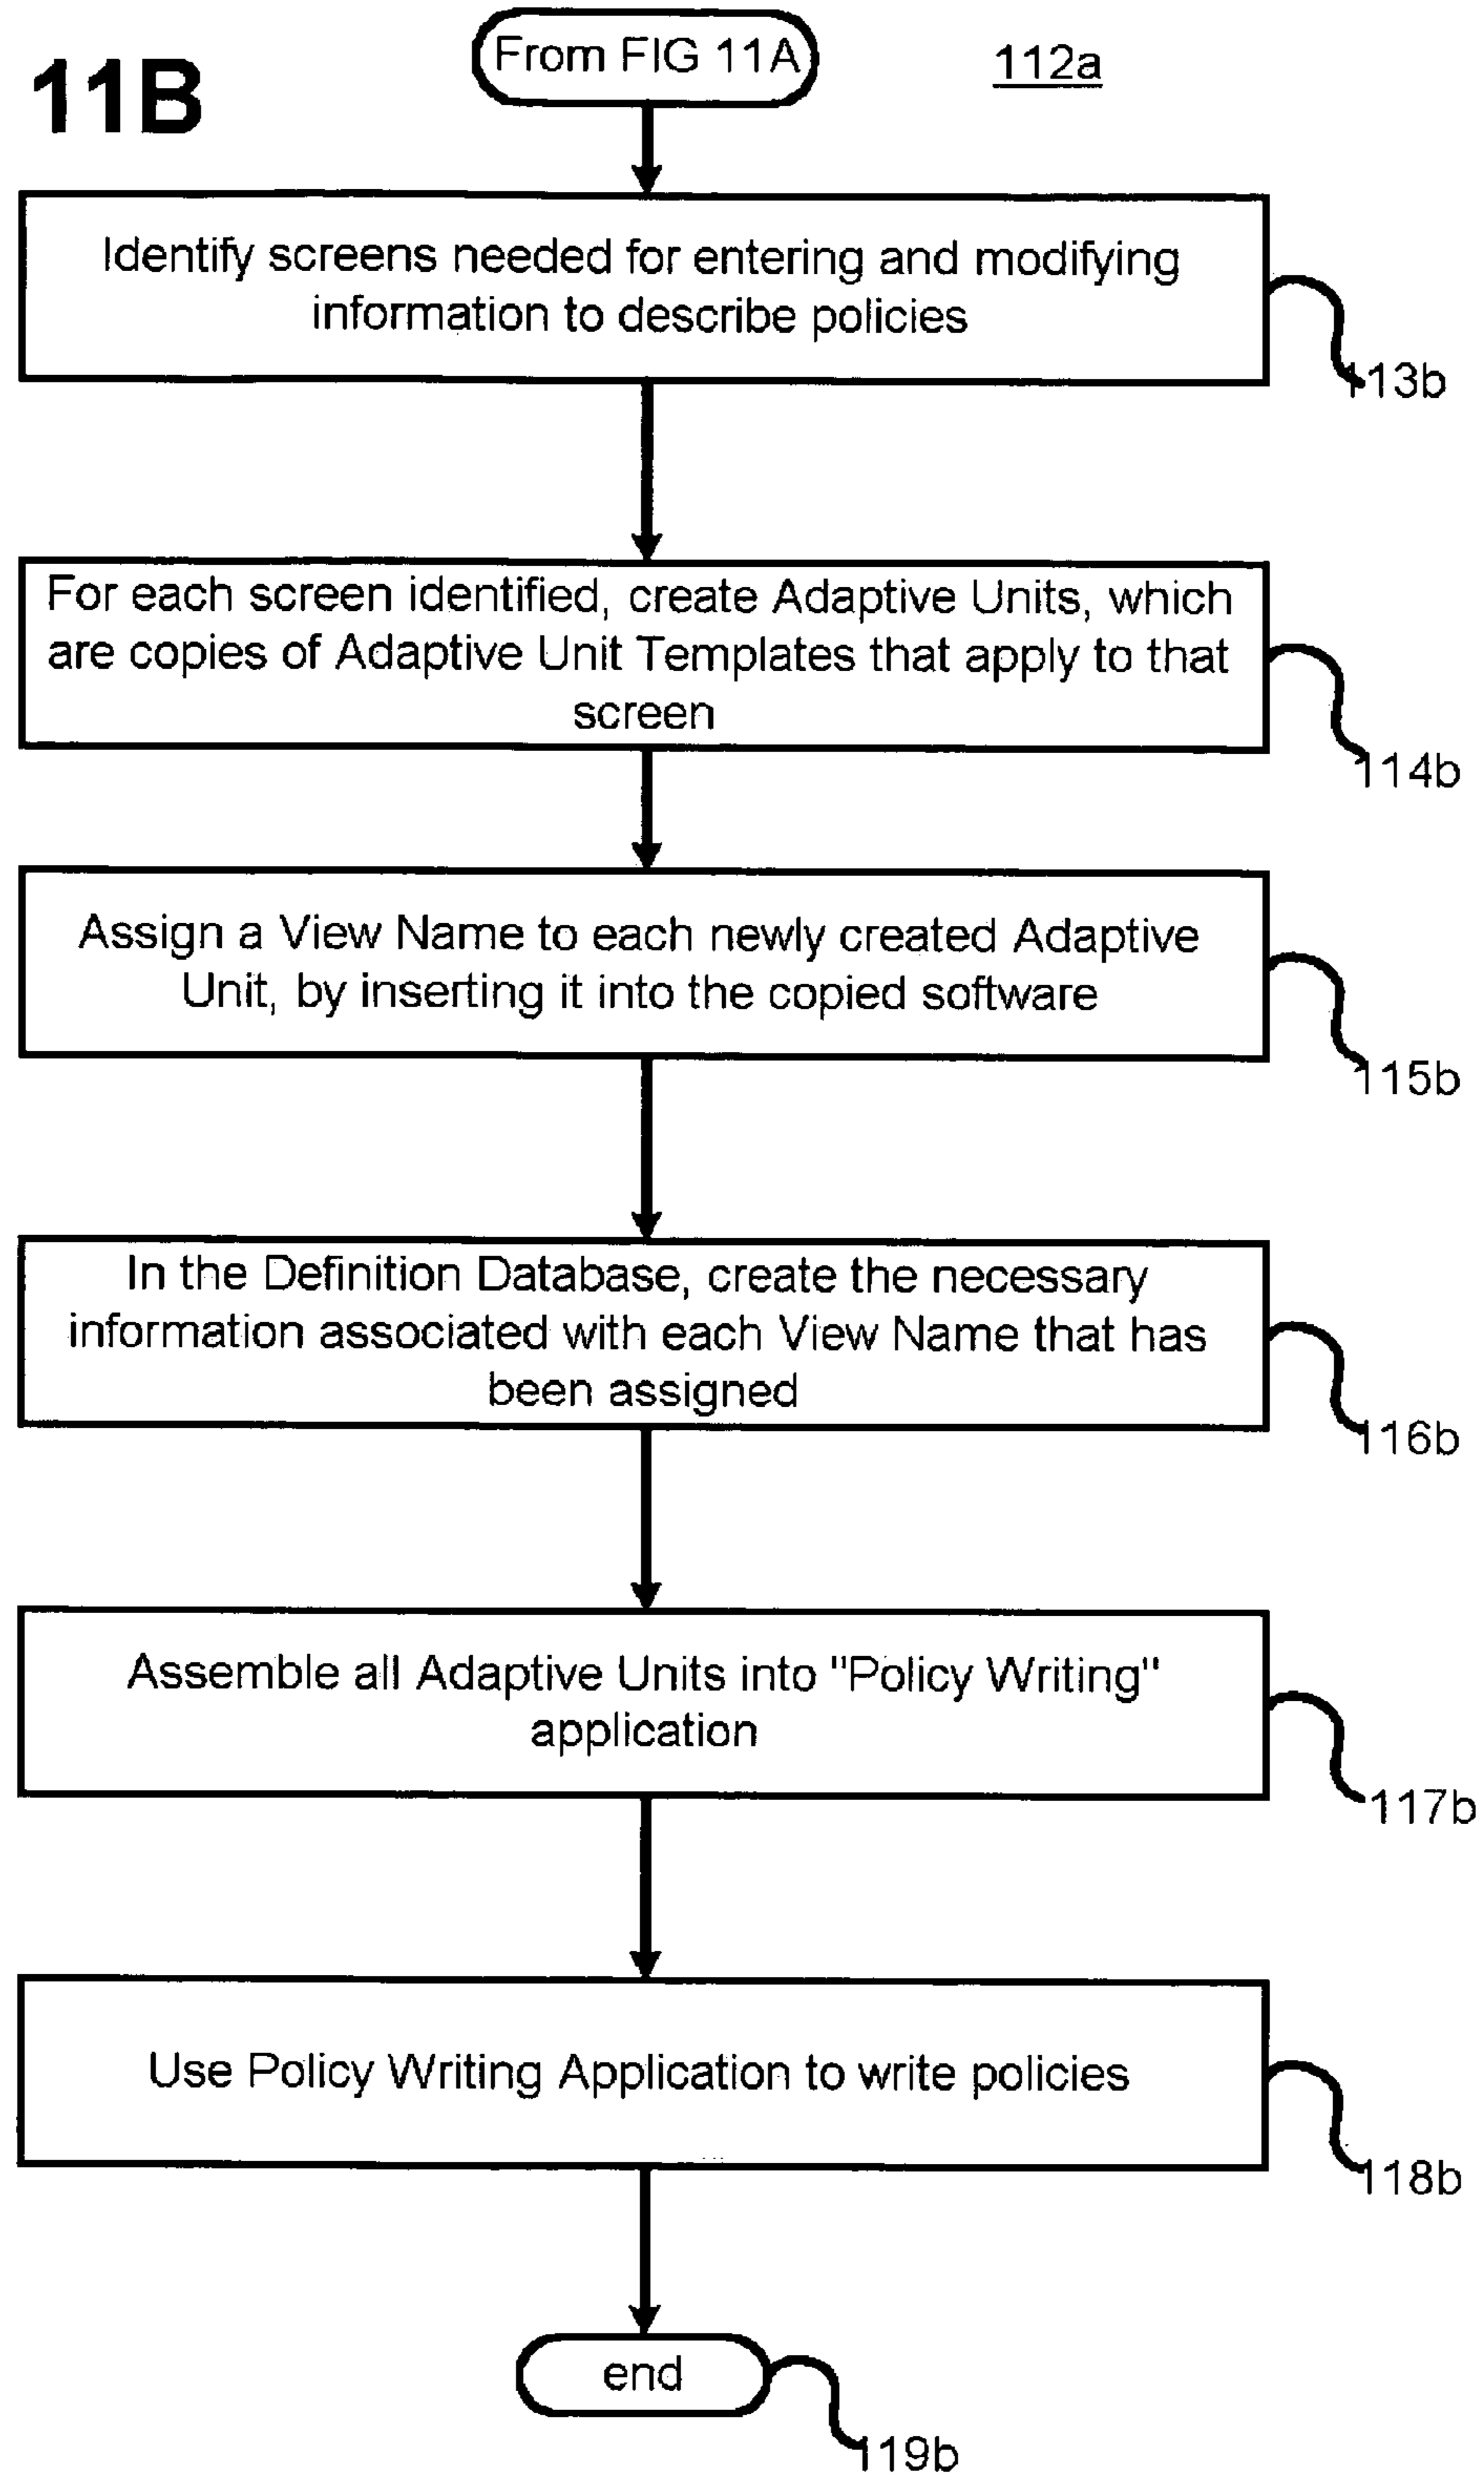 From FIG 11A
112a
11B
Identify screens needed for entering and modifying
information to describe policies
113b
For each screen identified, create Adaptive Units, which
are copies of Adaptive Unit Templates that apply to that
screen
114b
Assign a View Name to each newly created Adaptive
Unit, by inserting it into the copied software
115b
In the Definition Database, create the necessary
information associated with each View Name that has
been assigned
116b
Assemble all Adaptive Units into "Policy Writing"
application
117b
Use Policy Writing Application to write policies
118b
end
119b